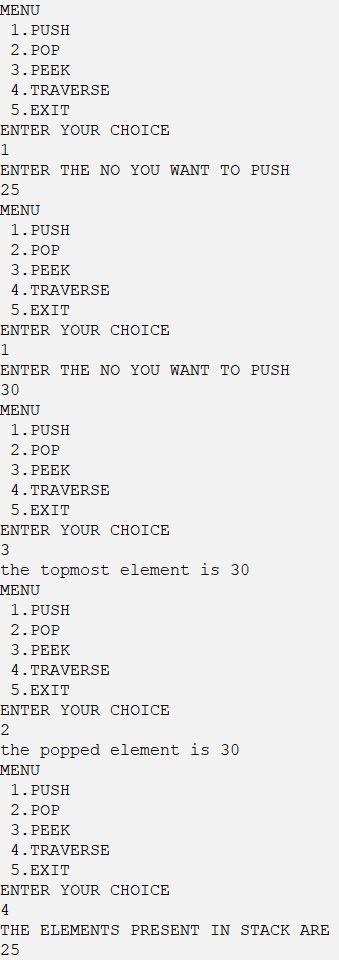 MENU
1.PUSH
2.POP
3.PEEK
4.TRAVERSE
5.EXIT
ENTER YOUR CHOICE
1
ENTER THE NO YOU WANT TO PUSH
25
MENU
1.PUSH
2.POP
3.PEEK
4.TRAVERSE
5.EXIT
ENTER YOUR CHOICE
1
ENTER THE NO YOU WANT TO PUSH
30
MENU
1.PUSH
2.POP
3.PEEK
4.TRAVERSE
5.EXIT
ENTER YOUR CHOICE
3
the topmost element is 30
MENU
1.PUSH
2.POP
3.PEEK
4.TRAVERSE
5.EXIT
ENTER YOUR CHOICE
2
the popped element is 30
MENU
1.PUSH
2.POP
3.PEEK
4.TRAVERSE
5.EXIT
ENTER YOUR CHOICE
4
THE ELEMENTS PRESENT IN STACK ARE
25